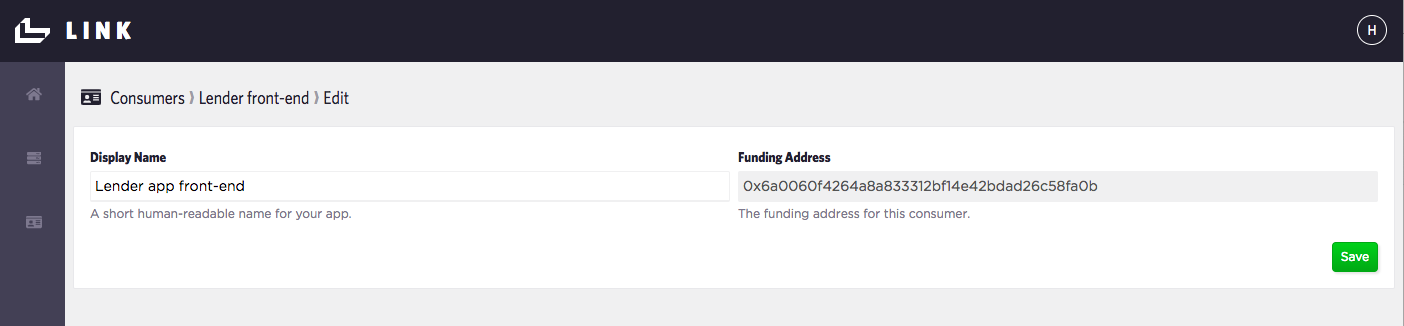 LINK
H
Consumers ⟩ Lender front-end ⟩ Edit
Display Name
Lender app front-end
A short human-readable name for your app.
Funding Address
0x6a0060f4264a8a833312bf14e42bdad26c58fa0b
The funding address for this consumer.
Save